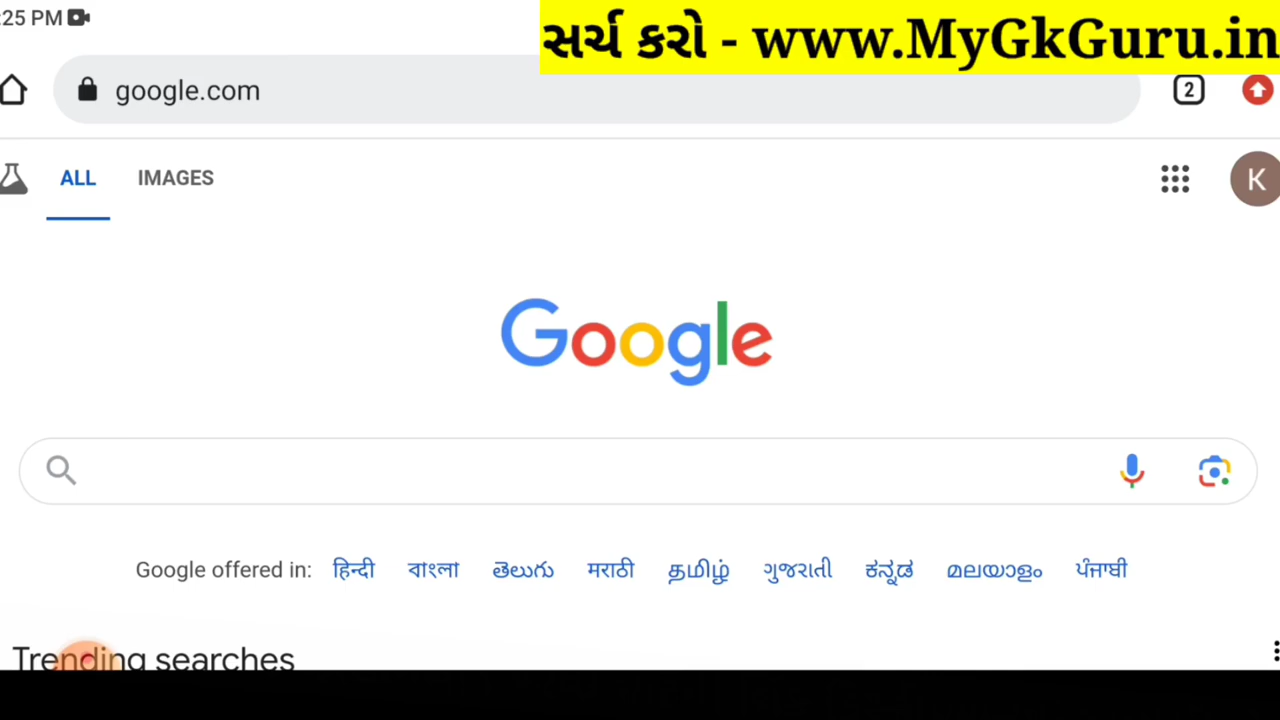 :25 PM
સર્ચ કરો - www.MyGkGuru.in
google.com
2
ALL IMAGES
K
Google
Google offered in: हिन्दी বাংলা తెలుగు मराठी தமிழ் ગુજરાતી ಕನ್ನಡ മലയാളം ਪੰਜਾਬੀ
Trending searches